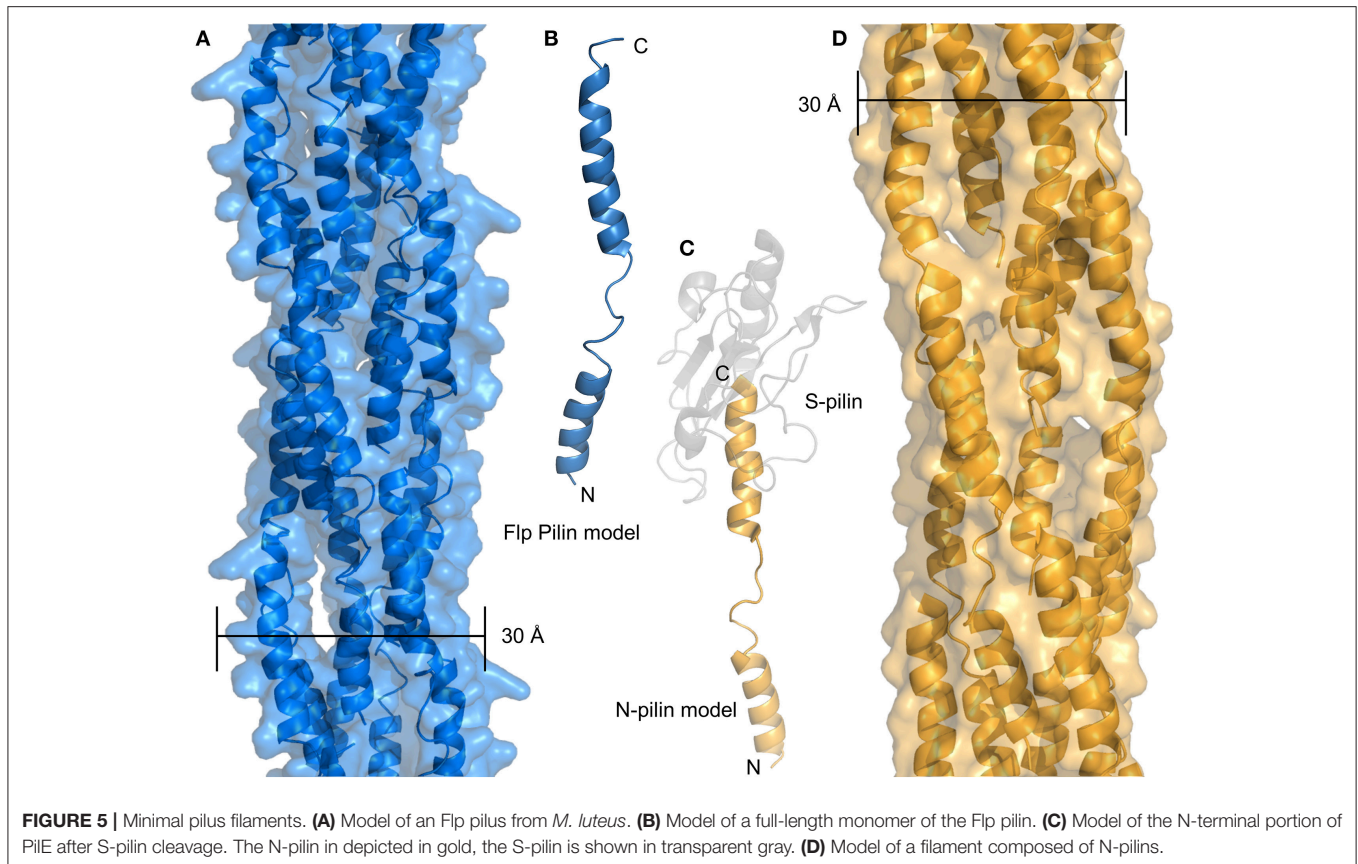 A
B
C
D
30 Å
C
S-pilin
N
Flp Pilin model
30 Å
N-pilin model
N
FIGURE 5 | Minimal pilus filaments. (A) Model of an Flp pilus from M. luteus. (B) Model of a full-length monomer of the Flp pilin. (C) Model of the N-terminal portion of
PilE after S-pilin cleavage. The N-pilin in depicted in gold, the S-pilin is shown in transparent gray. (D) Model of a filament composed of N-pilins.